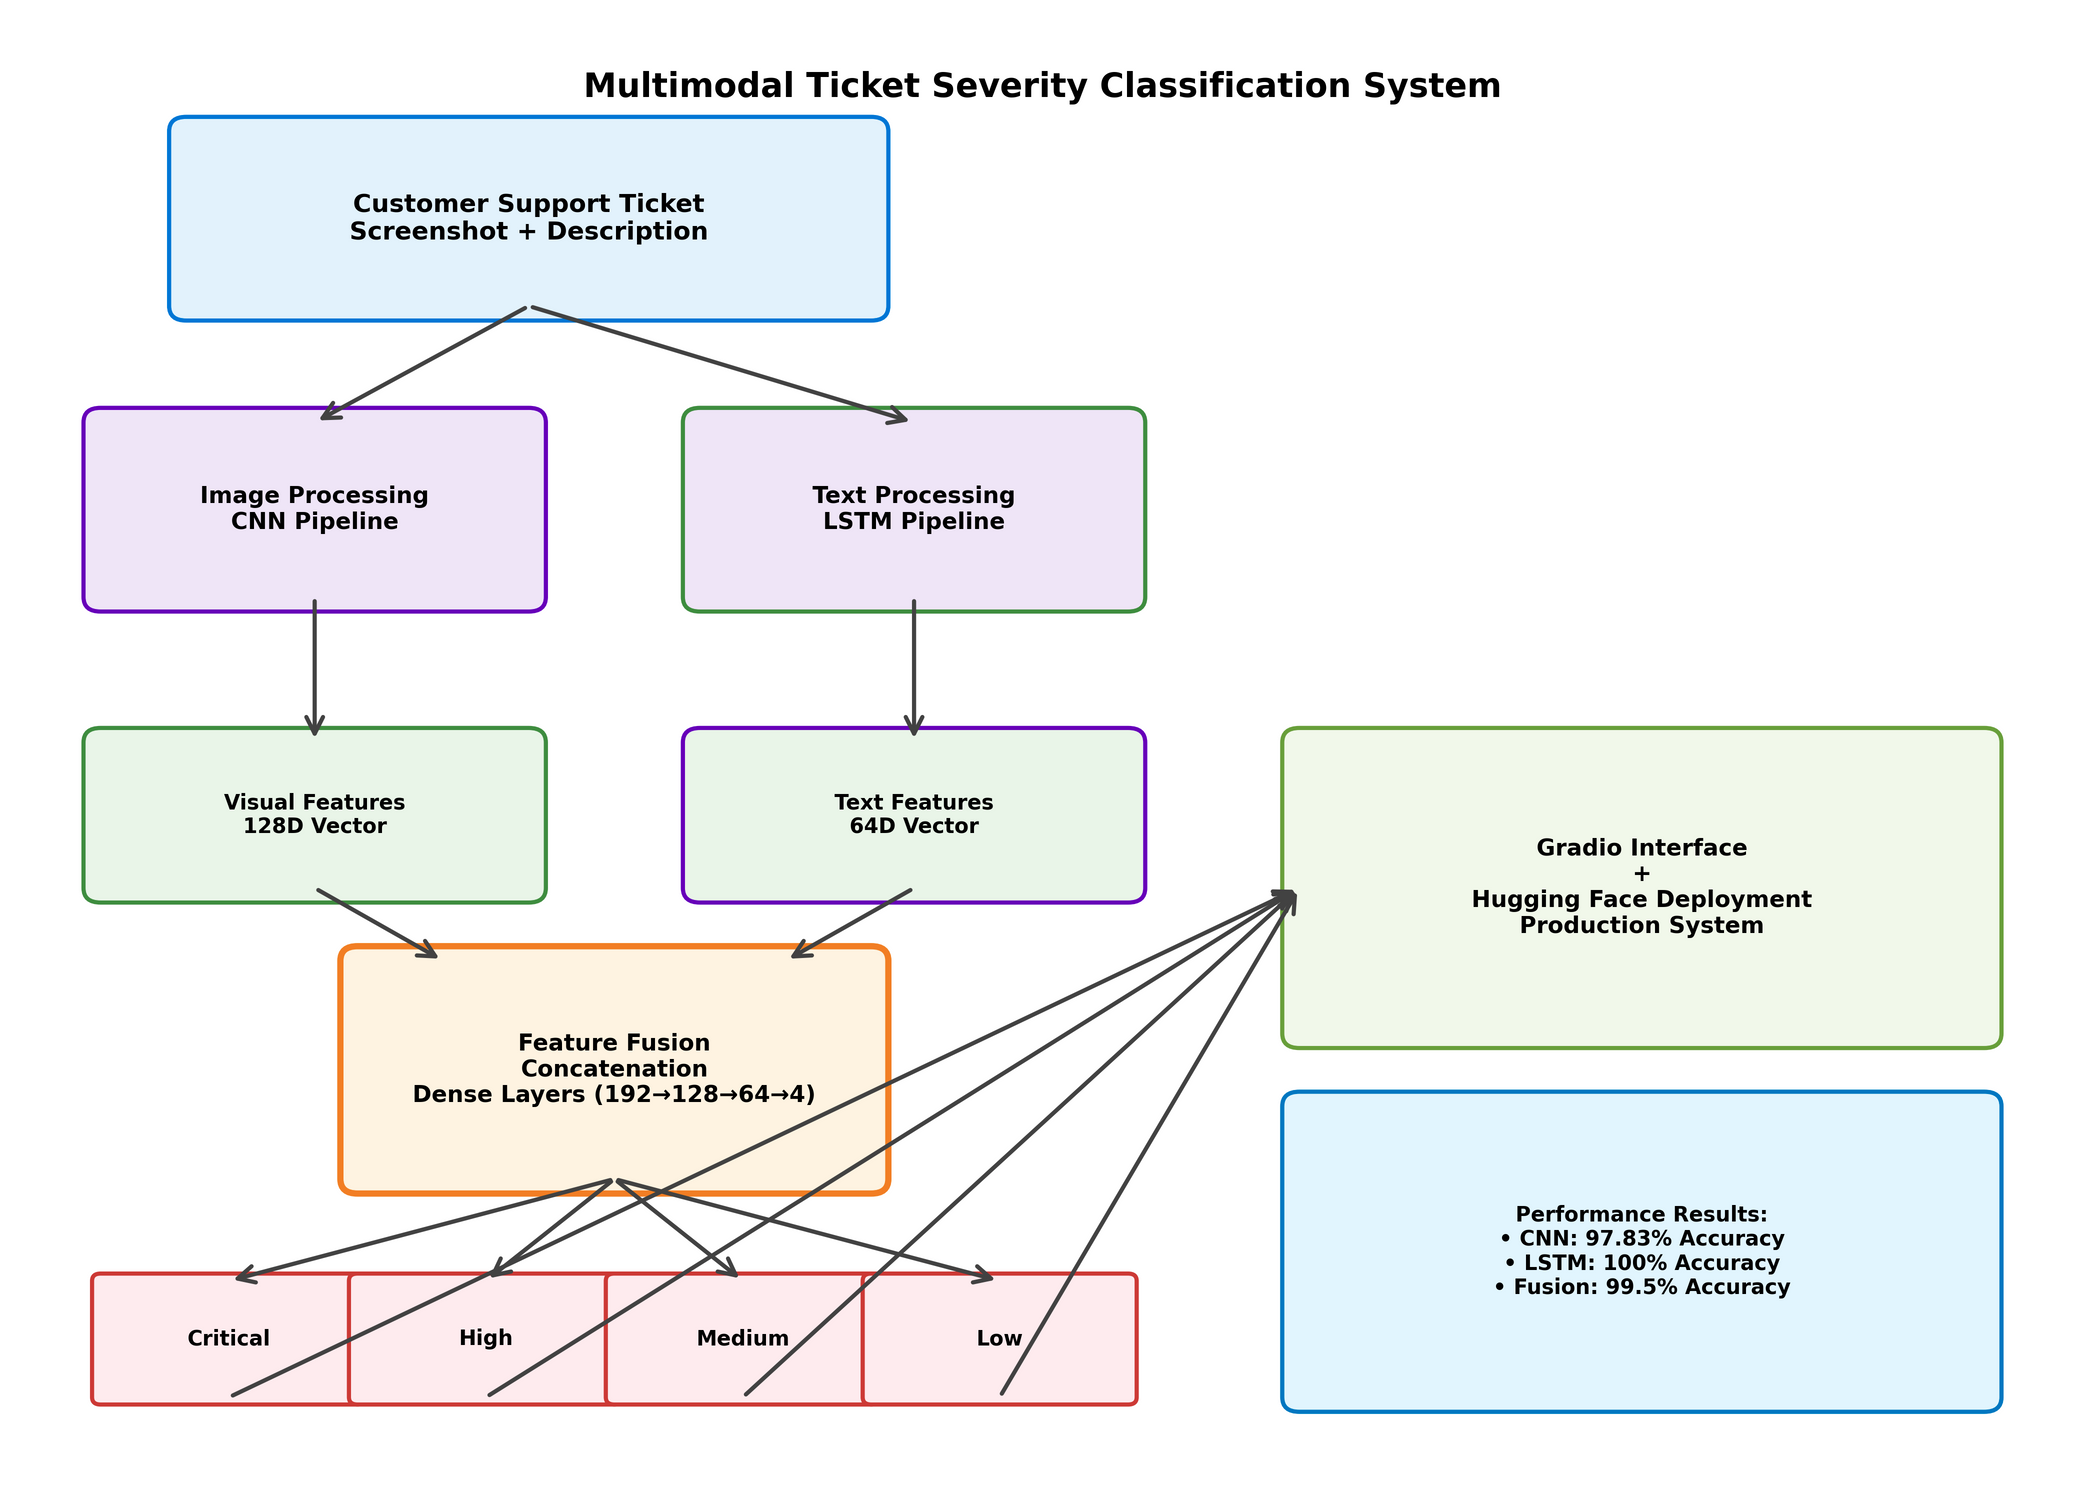 Multimodal Ticket Severity Classification System
Customer Support Ticket
Screenshot + Description
Image Processing
CNN Pipeline
Text Processing
LSTM Pipeline
Visual Features
128D Vector
Text Features
64D Vector
Gradio Interface
+
Hugging Face Deployment
Production System
Feature Fusion
Concatenation
Dense Layers (192→128→64→4)
Performance Results:
• CNN: 97.83% Accuracy
• LSTM: 100% Accuracy
• Fusion: 99.5% Accuracy
Critical
High
Medium
Low